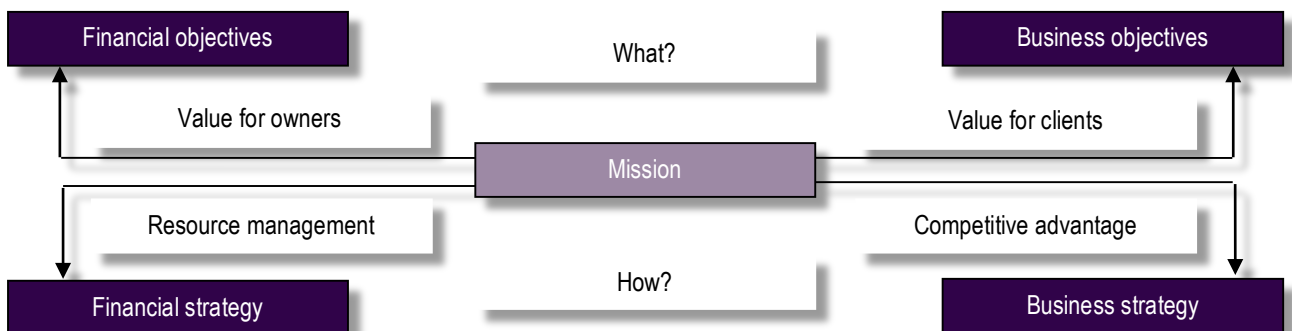 Financial objectives
What?
Business objectives
Value for owners
Value for clients
Mission
Resource management
Competitive advantage
How?
Financial strategy
Business strategy